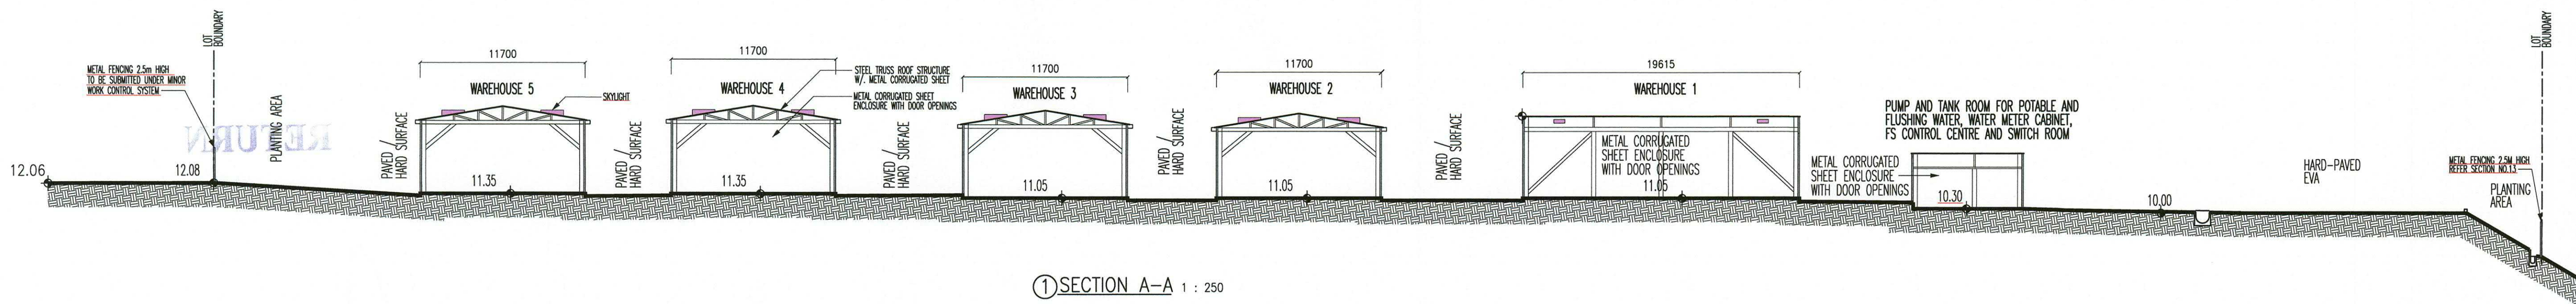 LOT
BOUNDARY
METAL FENCING 2.5m HIGH
TO BE SUBMITTED UNDER MINOR
WORK CONTROL SYSTEM
PLANTING AREA
RETURN
12.06
12.08
PAVED /
HARD SURFACE
11700
WAREHOUSE 5
SKYLIGHT
11.35
PAVED /
HARD SURFACE
11700
WAREHOUSE 4
STEEL TRUSS ROOF STRUCTURE
W/. METAL CORRUGATED SHEET
METAL CORRUGATED SHEET
ENCLOSURE WITH DOOR OPENINGS
11.35
PAVED /
HARD SURFACE
11700
WAREHOUSE 3
11.05
PAVED /
HARD SURFACE
11700
WAREHOUSE 2
11.05
PAVED /
HARD SURFACE
19615
WAREHOUSE 1
METAL CORRUGATED
SHEET ENCLOSURE
WITH DOOR OPENINGS
11.05
PUMP AND TANK ROOM FOR POTABLE AND
FLUSHING WATER, WATER METER CABINET,
FS CONTROL CENTRE AND SWITCH ROOM
METAL CORRUGATED
SHEET ENCLOSURE
WITH DOOR OPENINGS
10.30
10.00
HARD-PAVED
EVA
LOT
BOUNDARY
METAL FENCING 2.5M HIGH
REFER SECTION NO.13
PLANTING
AREA
1 SECTION A-A 1 : 250